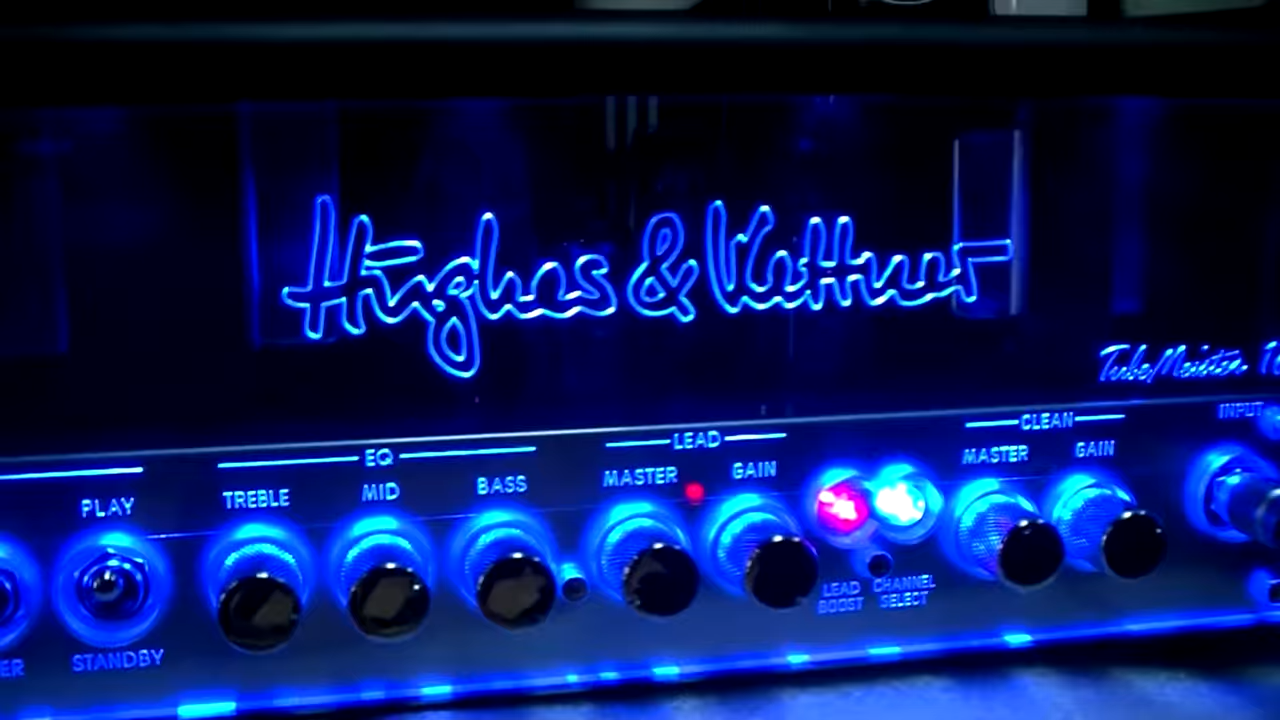 Hughes & Kettner
TubeMeister
INPUT
CLEAN
LEAD
EQ
MASTER GAIN
MASTER GAIN
TREBLE MID BASS
PLAY
LEAD BOOST
CHANNEL SELECT
STANDBY